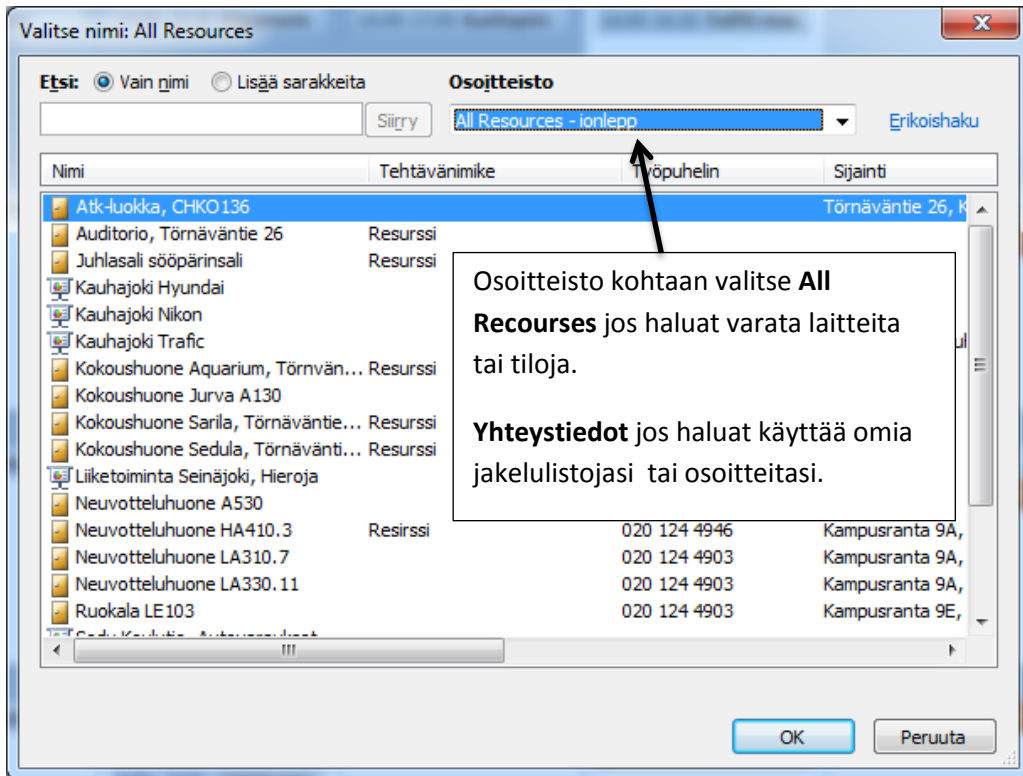 Valitse nimi: All Resources
Etsi: Vain nimi Lisää sarakkeita Osoitteisto
Siirry All Resources - ionlepp Erikoishaku
Nimi Tehtävänimike Työpuhelin Sijainti
Atk-luokka, CHKO136 Törnäväntie 26, K
Auditorio, Törnäväntie 26 Resurssi
Juhlasali sööpärinsali Resurssi
Kauhajoki Hyundai
Kauhajoki Nikon
Kauhajoki Trafic
Kokoushuone Aquarium, Törnvän... Resurssi
Kokoushuone Jurva A130
Kokoushuone Sarila, Törnäväntie... Resurssi
Kokoushuone Sedula, Törnävänti... Resurssi
Liiketoiminta Seinäjoki, Hieroja
Neuvotteluhuone A530
Neuvotteluhuone HA410.3 Resirssi 020 124 4946 Kampusranta 9A,
Neuvotteluhuone LA310.7 020 124 4903 Kampusranta 9A,
Neuvotteluhuone LA330.11 020 124 4903 Kampusranta 9A,
Ruokala LE103 020 124 4903 Kampusranta 9E,
Osoitteisto kohtaan valitse All
Recourses jos haluat varata laitteita
tai tiloja.
Yhteystiedot jos haluat käyttää omia
jakelulistojasi tai osoitteitasi.
OK Peruuta